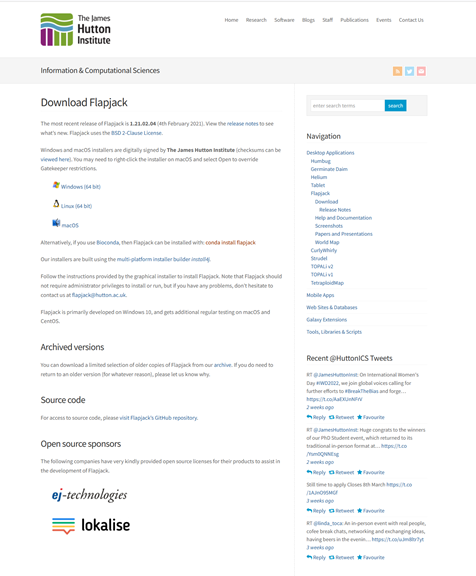 The James
Hutton
Institute
Home Research Software Blogs Staff Publications Events Contact Us
Information & Computational Sciences
Download Flapjack
The most recent release of Flapjack is 1.21.02.04 (4th February 2021). View the release notes to see
what's new. Flapjack uses the BSD 2-Clause License.
Windows and macOS installers are digitally signed by The James Hutton Institute (checksums can be
viewed here). You may need to right-click the installer on macOS and select Open to override
Gatekeeper restrictions.
Windows (64 bit)
Linux (64 bit)
macOS
Alternatively, if you use Bioconda, then Flapjack can be installed with: conda install flapjack
Our installers are built using the multi-platform installer builder install4j.
Follow the instructions provided by the graphical installer to install Flapjack. Note that Flapjack should
not require administrator privileges to install or run, but if you have any problems, don't hesitate to
contact us at flapjack@hutton.ac.uk.
Flapjack is primarily developed on Windows 10, and gets additional regular testing on macOS and
CentOS.
Archived versions
You can download a limited selection of older copies of Flapjack from our archive. If you do need to
return to an older version (for whatever reason), please let us know why.
Source code
For access to source code, please visit Flapjack's GitHub repository.
Open source sponsors
The following companies have very kindly provided open source licenses for their products to assist in
the development of Flapjack.
ej-technologies
lokalise
enter search terms search
Navigation
Desktop Applications
Humbug
Germinate Daim
Helium
Tablet
Flapjack
Download
Release Notes
Help and Documentation
Screenshots
Papers and Presentations
World Map
CurlyWhirly
Strudel
TOPALi v2
TOPALi v1
TetraploidMap
Mobile Apps
Web Sites & Databases
Galaxy Extensions
Tools, Libraries & Scripts
Recent @HuttonICS Tweets
RT @JamesHuttonInst: On International Women's
Day #IWD2022, we join global voices calling for
further efforts to #BreakTheBias and forge…
2 weeks ago
Reply Retweet Favourite
RT @JamesHuttonInst: Huge congrats to the winners
of our PhD Student event, which returned to its
traditional in-person format at… https://t.co
2 weeks ago
Reply Retweet Favourite
Still time to apply Closes 8th March https://t.co
3 weeks ago
Reply Retweet Favourite
RT @linda_toca: An in-person event with real people,
cofee break chats, networking and exchanging ideas,
having beers in the evenin…
3 weeks ago
Reply Retweet Favourite